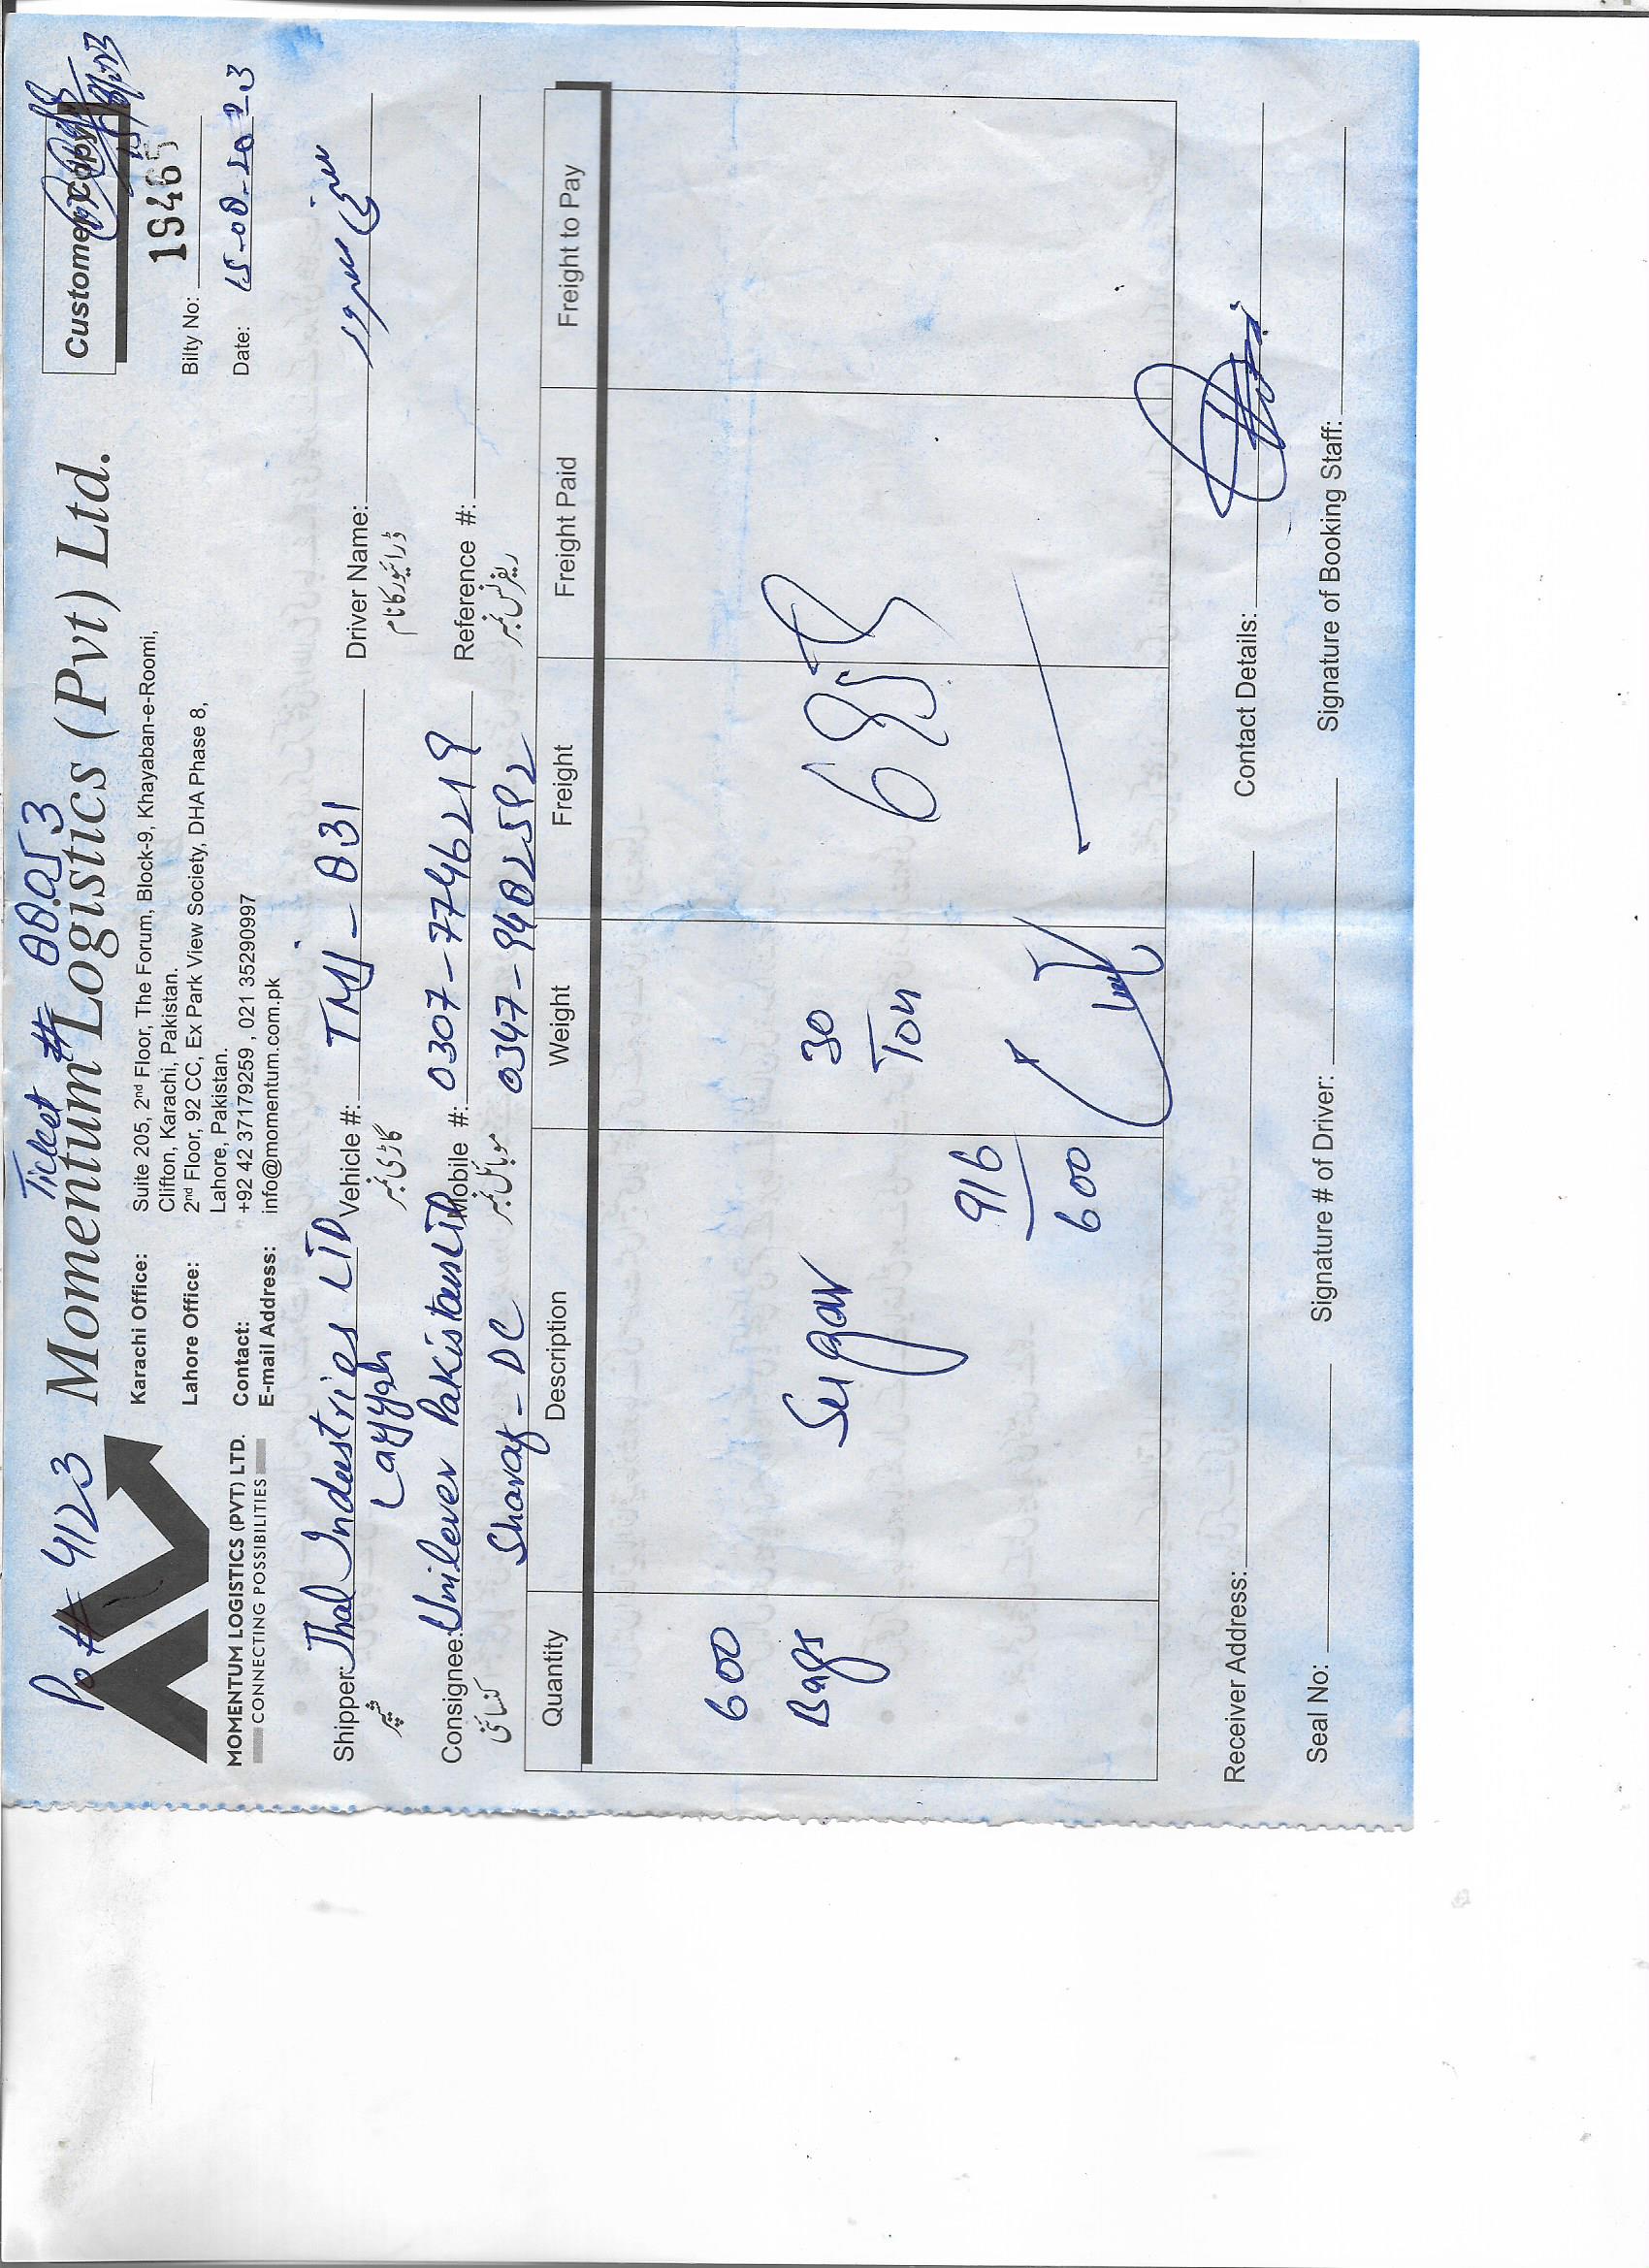 Po# 4123
Ticket # 88053
Momentum Logistics (Pvt) Ltd.
Customer Copy
MOMENTUM LOGISTICS (PVT) LTD.
CONNECTING POSSIBILITIES
Karachi Office: Suite 205, 2nd Floor, The Forum, Block-9, Khayaban-e-Roomi,
Clifton, Karachi, Pakistan.
Lahore Office: 2nd Floor, 92 CC, Ex Park View Society, DHA Phase 8,
Lahore, Pakistan.
Contact: +92 42 37179259 , 021 35290997
E-mail Address: info@momentum.com.pk
Bilty No: 19465
Date: 15-08-2023
Shipper: Thal Industries LTD Layyah
شپر
Vehicle #: TMJ-831
گاڑی نمبر
Driver Name:
ڈرائیور کا نام
Consignee: Unilever Pakistan LTD
Sharaf-DC
کنسائنی
Mobile #: 0307-7746219
0347-9482592
موبائل نمبر
Reference #:
ریفرنس نمبر
Quantity Description Weight Freight Freight Paid Freight to Pay
600 Bags
Sugar
30 Ton
916
600
Receiver Address: Contact Details:
Seal No: Signature # of Driver: Signature of Booking Staff: